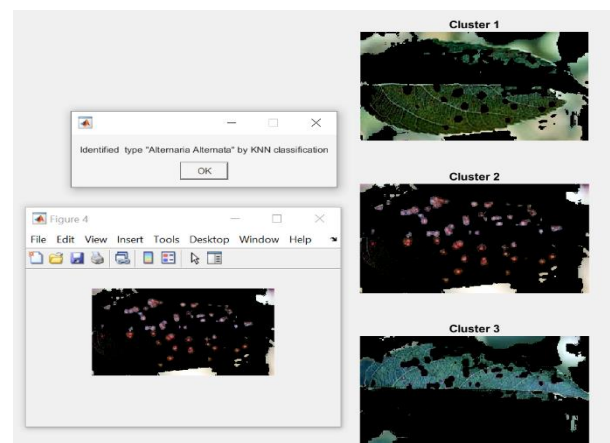 Cluster 1
Identified type "Alternaria Alternata" by KNN classification
OK
Cluster 2
Figure 4
File Edit View Insert Tools Desktop Window Help
Cluster 3